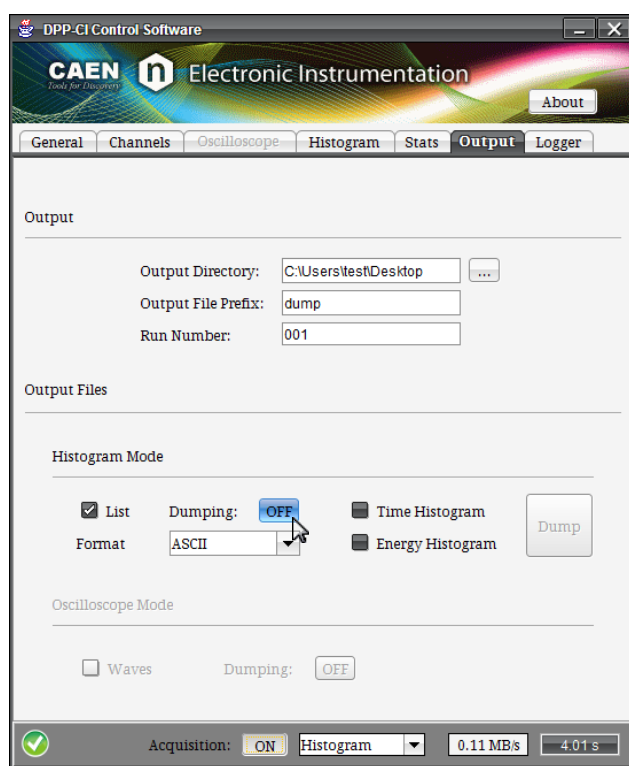 DPP-CI Control Software
CAEN n Electronic Instrumentation
Tools for Discovery
About
General Channels Oscilloscope Histogram Stats Output Logger
Output
Output Directory: C:\Users\test\Desktop ...
Output File Prefix: dump
Run Number: 001
Output Files
Histogram Mode
List Dumping: OFF Time Histogram
Dump
Format ASCII Energy Histogram
Oscilloscope Mode
Waves Dumping: OFF
Acquisition: ON Histogram 0.11 MB/s 4.01 s